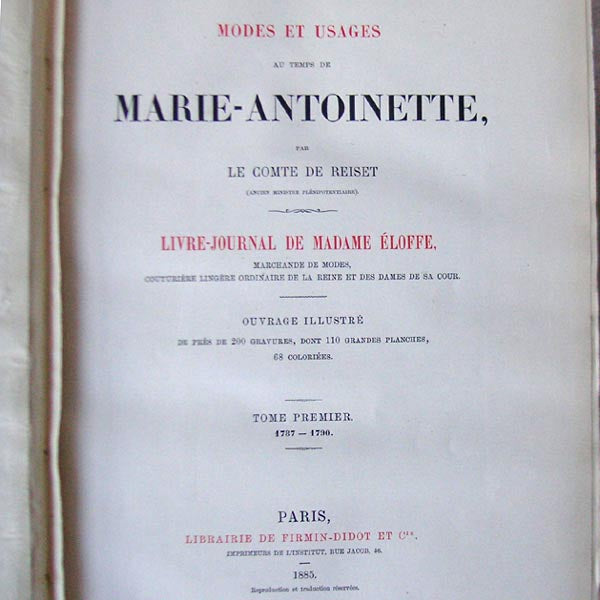 MODES ET USAGES
AU TEMPS DE
MARIE-ANTOINETTE,
PAR
LE COMTE DE REISET
(ANCIEN MINISTRE PLÉNIPOTENTIAIRE).
LIVRE-JOURNAL DE MADAME ÉLOFFE,
MARCHANDE DE MODES,
COUTURIÈRE LINGÈRE ORDINAIRE DE LA REINE ET DES DAMES DE SA COUR.
OUVRAGE ILLUSTRÉ
DE PRÈS DE 200 GRAVURES, DONT 110 GRANDES PLANCHES,
68 COLORIÉES.
TOME PREMIER.
1787 — 1790.
PARIS,
LIBRAIRIE DE FIRMIN-DIDOT ET Cie.
IMPRIMEURS DE L'INSTITUT, RUE JACOB, 56.
1885.
Reproduction et traduction réservées.